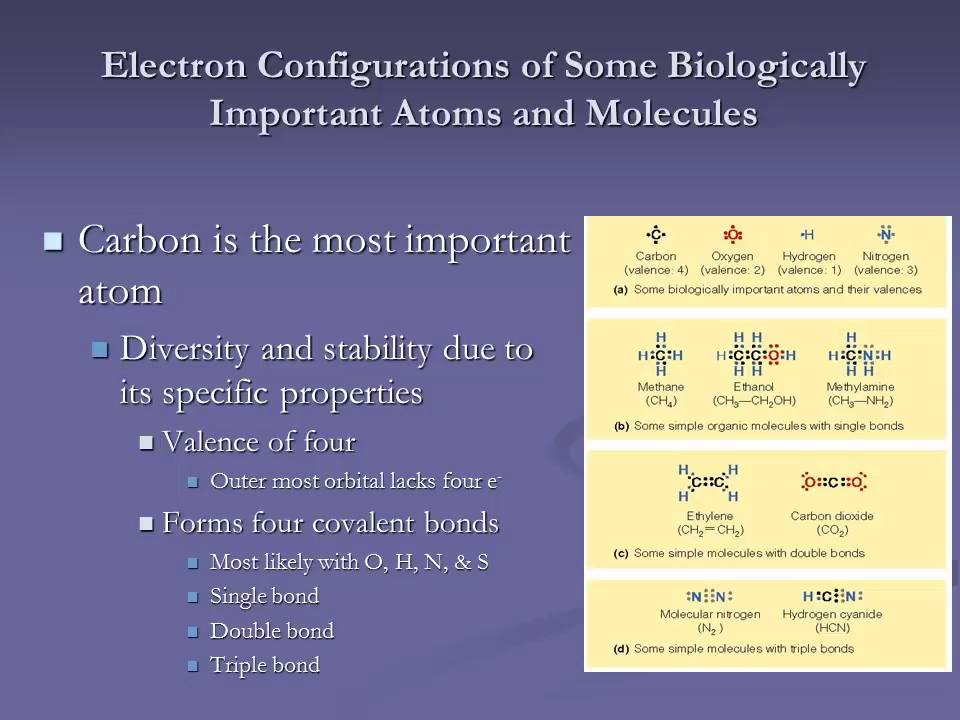 Electron Configurations of Some Biologically
Important Atoms and Molecules
Carbon is the most important
atom
Diversity and stability due to
its specific properties
Valence of four
Outer most orbital lacks four e-
Forms four covalent bonds
Most likely with O, H, N, & S
Single bond
Double bond
Triple bond
C O H N
Carbon Oxygen Hydrogen Nitrogen
(valence: 4) (valence: 2) (valence: 1) (valence: 3)
(a) Some biologically important atoms and their valences
H H H H
H:C:H H:C:C:O:H H:C:N:H
H H H H H
Methane Ethanol Methylamine
(CH4) (CH3—CH2OH) (CH3—NH2)
(b) Some simple organic molecules with single bonds
H H
C::C O::C::O
H H
Ethylene Carbon dioxide
(CH2=CH2) (CO2)
(c) Some simple molecules with double bonds
:N:::N: H:C:::N:
Molecular nitrogen Hydrogen cyanide
(N2) (HCN)
(d) Some simple molecules with triple bonds